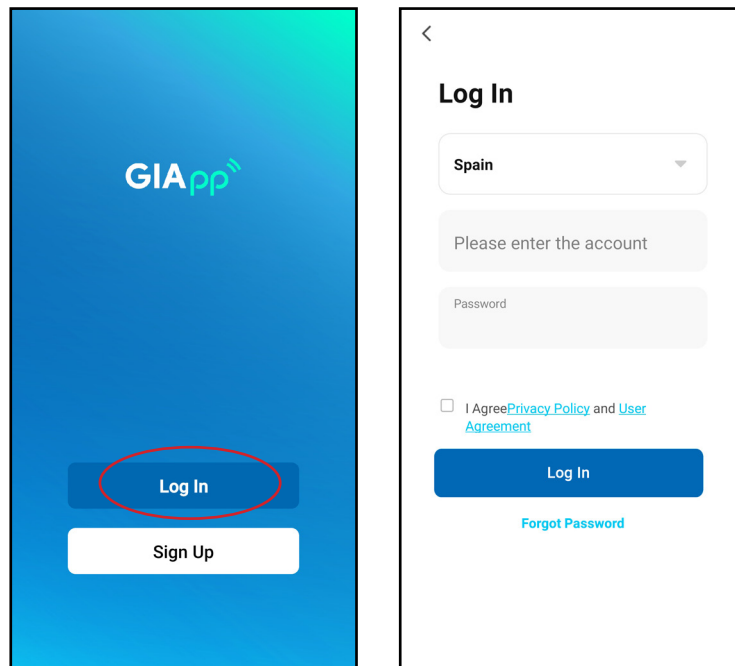 GIApp
Log In
Sign Up
Log In
Spain
Please enter the account
Password
I AgreePrivacy Policy and User
Agreement
Log In
Forgot Password